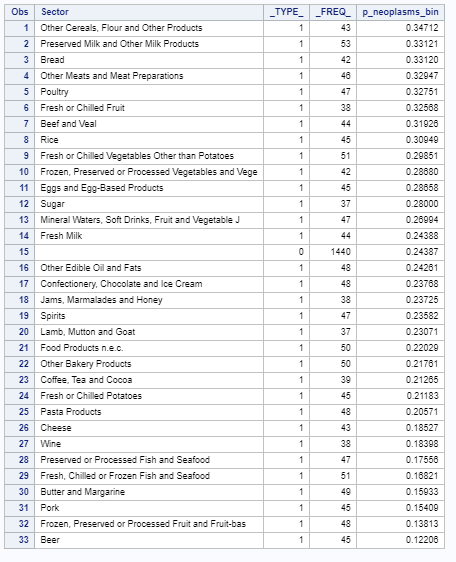 Obs Sector _TYPE_ _FREQ_ p_neoplasms_bin
1 Other Cereals, Flour and Other Products 1 43 0.34712
2 Preserved Milk and Other Milk Products 1 53 0.33121
3 Bread 1 42 0.33120
4 Other Meats and Meat Preparations 1 46 0.32947
5 Poultry 1 47 0.32751
6 Fresh or Chilled Fruit 1 38 0.32568
7 Beef and Veal 1 44 0.31926
8 Rice 1 45 0.30949
9 Fresh or Chilled Vegetables Other than Potatoes 1 51 0.29851
10 Frozen, Preserved or Processed Vegetables and Vege 1 42 0.28680
11 Eggs and Egg-Based Products 1 45 0.28658
12 Sugar 1 37 0.28000
13 Mineral Waters, Soft Drinks, Fruit and Vegetable J 1 47 0.26994
14 Fresh Milk 1 44 0.24388
15 0 1440 0.24387
16 Other Edible Oil and Fats 1 48 0.24261
17 Confectionery, Chocolate and Ice Cream 1 48 0.23768
18 Jams, Marmalades and Honey 1 38 0.23725
19 Spirits 1 47 0.23582
20 Lamb, Mutton and Goat 1 37 0.23071
21 Food Products n.e.c. 1 50 0.22029
22 Other Bakery Products 1 50 0.21761
23 Coffee, Tea and Cocoa 1 39 0.21265
24 Fresh or Chilled Potatoes 1 45 0.21183
25 Pasta Products 1 48 0.20571
26 Cheese 1 43 0.18527
27 Wine 1 38 0.18398
28 Preserved or Processed Fish and Seafood 1 47 0.17556
29 Fresh, Chilled or Frozen Fish and Seafood 1 51 0.16821
30 Butter and Margarine 1 49 0.15933
31 Pork 1 45 0.15409
32 Frozen, Preserved or Processed Fruit and Fruit-bas 1 48 0.13813
33 Beer 1 45 0.12206